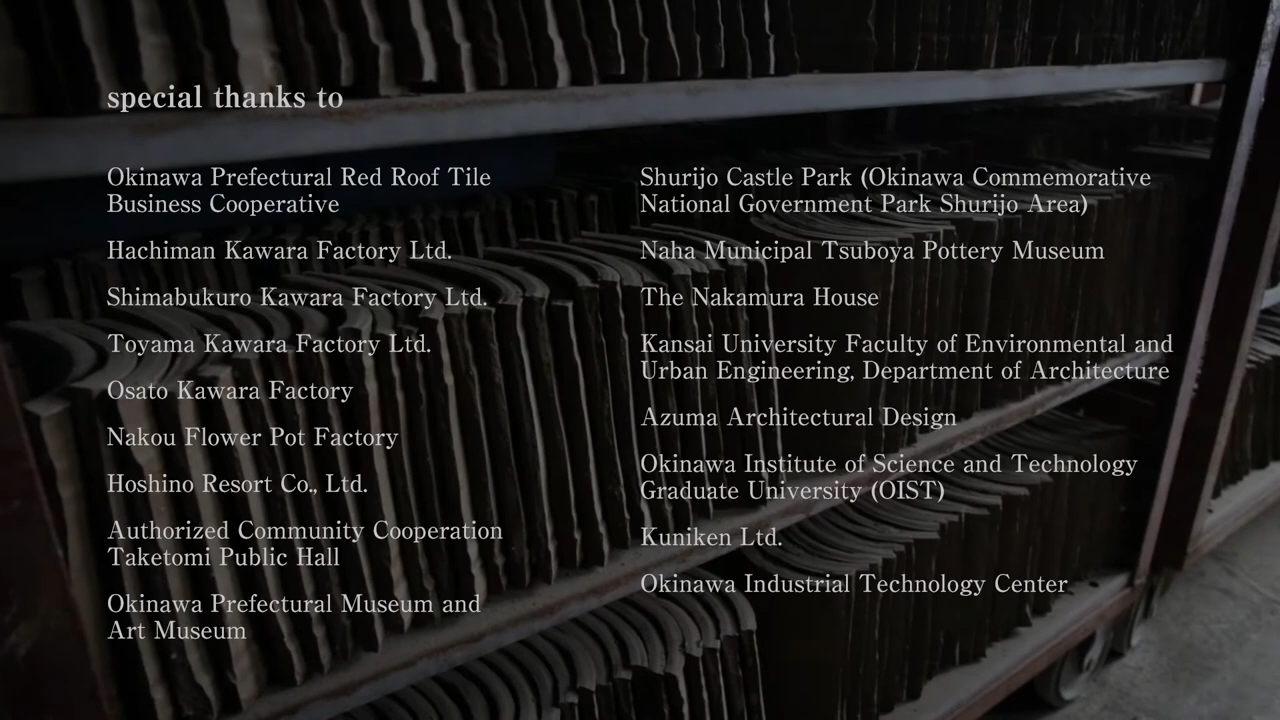 special thanks to
Okinawa Prefectural Red Roof Tile
Business Cooperative
Hachiman Kawara Factory Ltd.
Shimabukuro Kawara Factory Ltd.
Toyama Kawara Factory Ltd.
Osato Kawara Factory
Nakou Flower Pot Factory
Hoshino Resort Co., Ltd.
Authorized Community Cooperation
Taketomi Public Hall
Okinawa Prefectural Museum and
Art Museum
Shurijo Castle Park (Okinawa Commemorative
National Government Park Shurijo Area)
Naha Municipal Tsuboya Pottery Museum
The Nakamura House
Kansai University Faculty of Environmental and
Urban Engineering, Department of Architecture
Azuma Architectural Design
Okinawa Institute of Science and Technology
Graduate University (OIST)
Kuniken Ltd.
Okinawa Industrial Technology Center